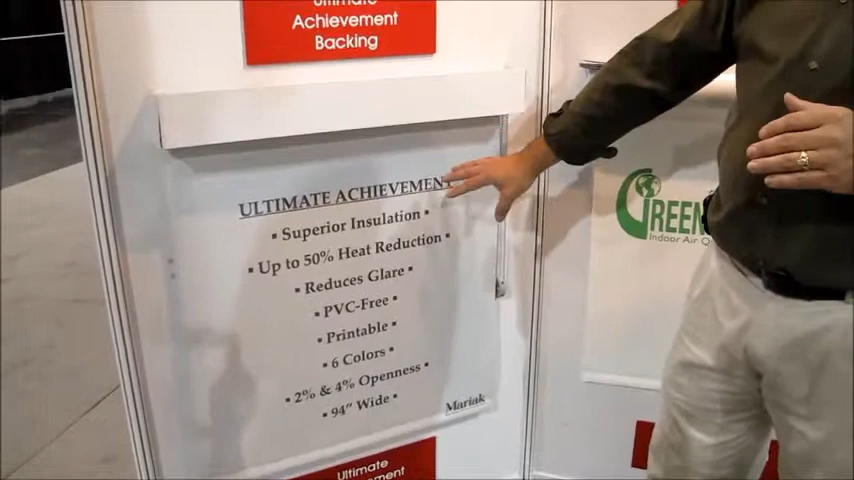 Ultimate
Achievement
Backing
ULTIMATE ACHIEVEMENT
▪ Superior Insulation ▪
▪ Up to 50% Heat Reduction ▪
▪ Reduces Glare ▪
▪ PVC-Free ▪
▪ Printable ▪
▪ 6 Colors ▪
▪ 2% & 4% Openness ▪
▪ 94" Wide ▪
Mariak
Ultimate
GREEN
Indoor Air